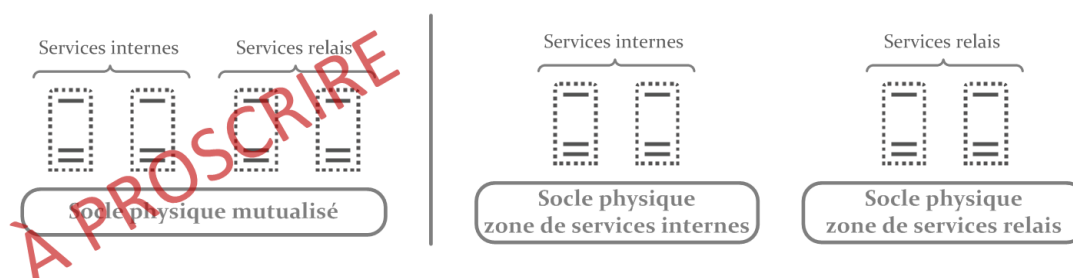 Services internes
Services relais
À PROSCRIRE
Socle physique mutualisé
Services internes
Services relais
Socle physique
zone de services internes
Socle physique
zone de services relais